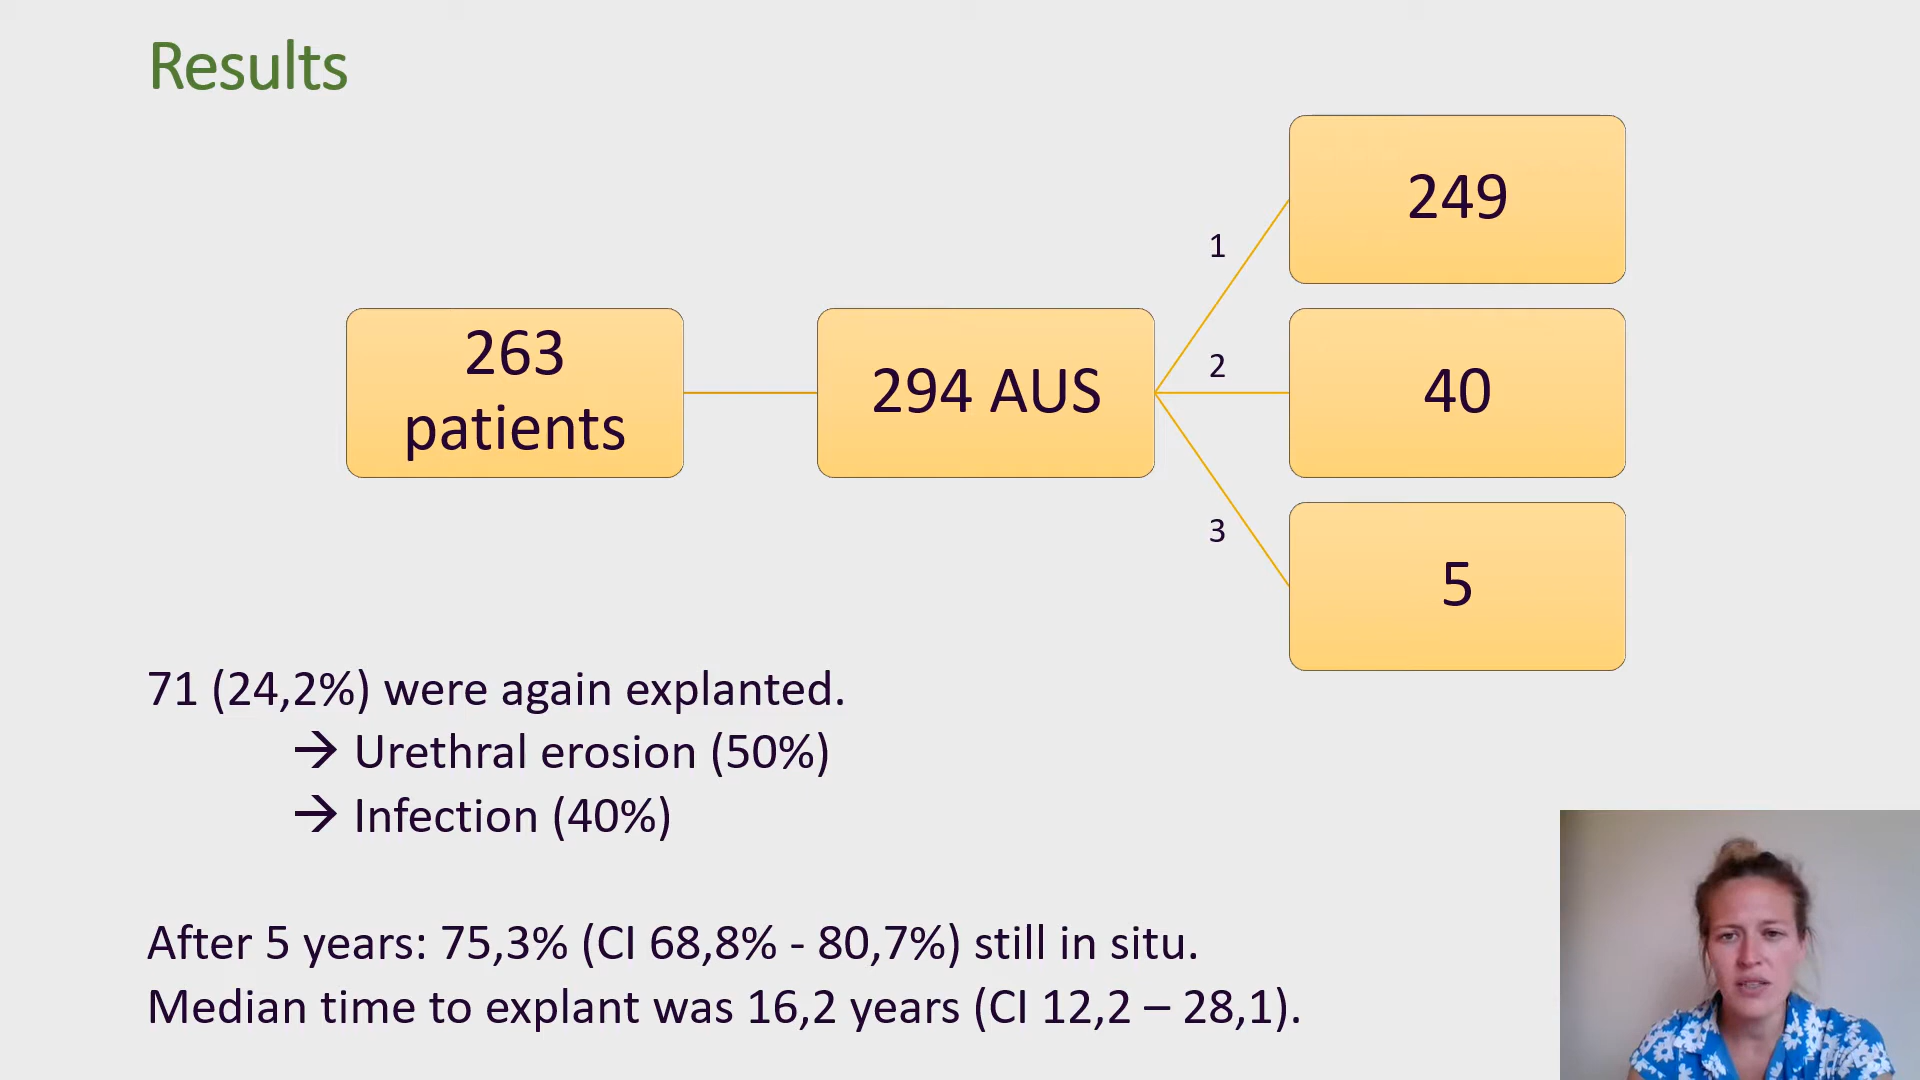 Results
263
patients
294 AUS
1
249
2
40
3
5
71 (24,2%) were again explanted.
→ Urethral erosion (50%)
→ Infection (40%)
After 5 years: 75,3% (CI 68,8% - 80,7%) still in situ.
Median time to explant was 16,2 years (CI 12,2 – 28,1).